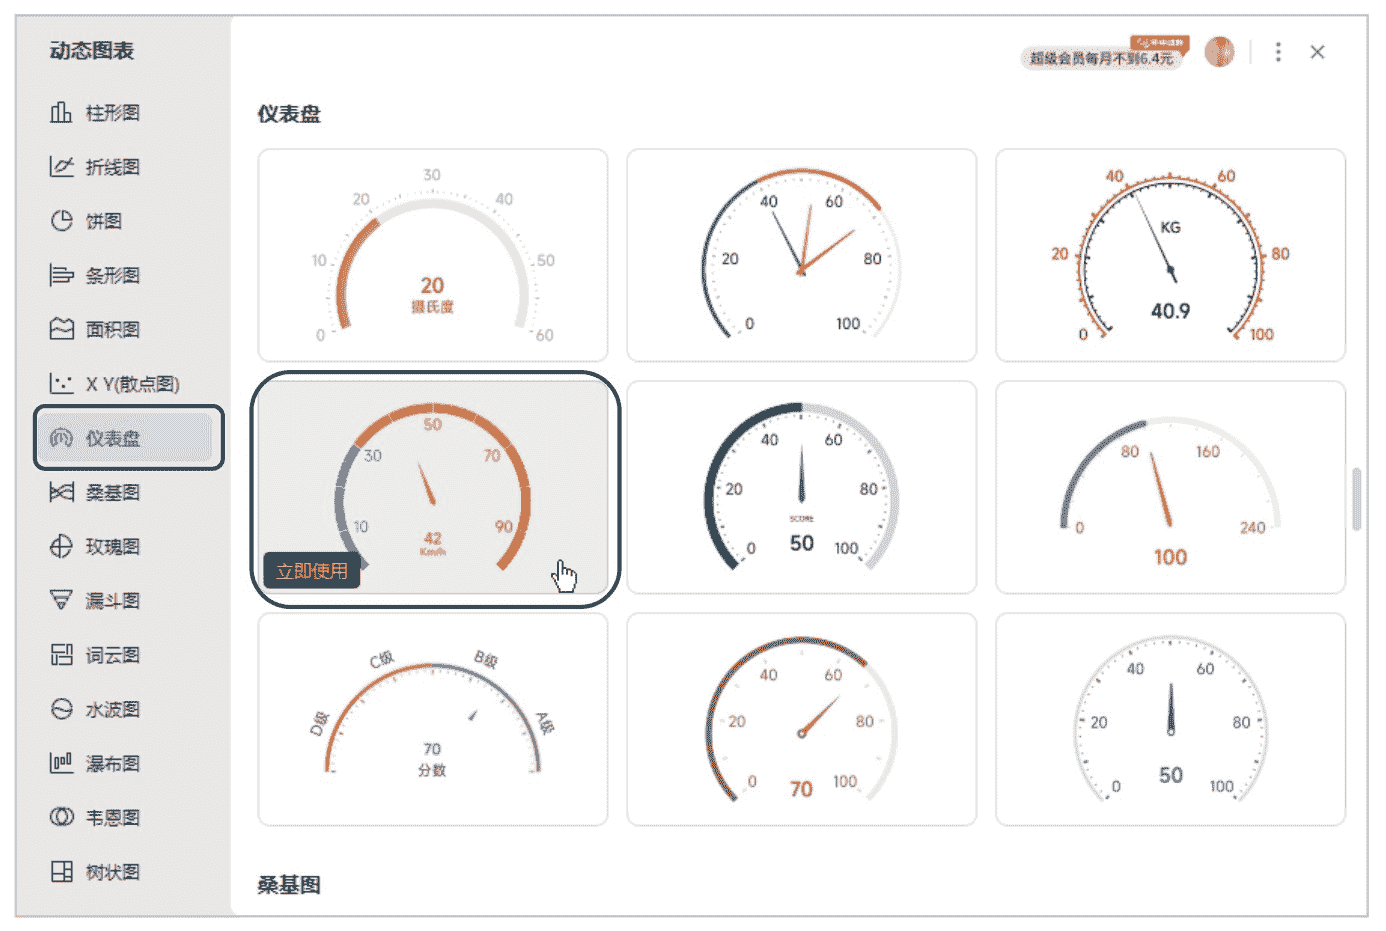 动态图表
柱形图
折线图
饼图
条形图
面积图
X Y(散点图)
仪表盘
桑基图
玫瑰图
漏斗图
词云图
水波图
瀑布图
韦恩图
树状图
超级会员每月不到6.4元
仪表盘
0
10
20
30
40
50
60
20
摄氏度
0
20
40
60
80
100
0
20
40
60
80
100
KG
40.9
10
30
50
70
90
42
Km/h
立即使用
0
20
40
60
80
100
SCORE
50
0
80
160
240
100
D级
C级
B级
A级
70
分数
0
20
40
60
80
100
70
0
20
40
60
80
100
50
桑基图